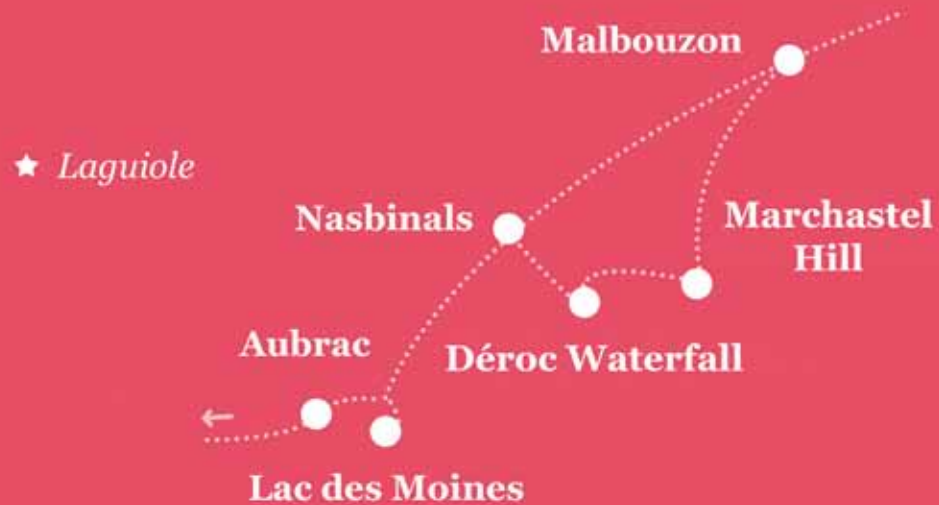 Malbouzon
Laguiole
Nasbinals
Marchastel
Hill
Aubrac
Déroc Waterfall
Lac des Moines